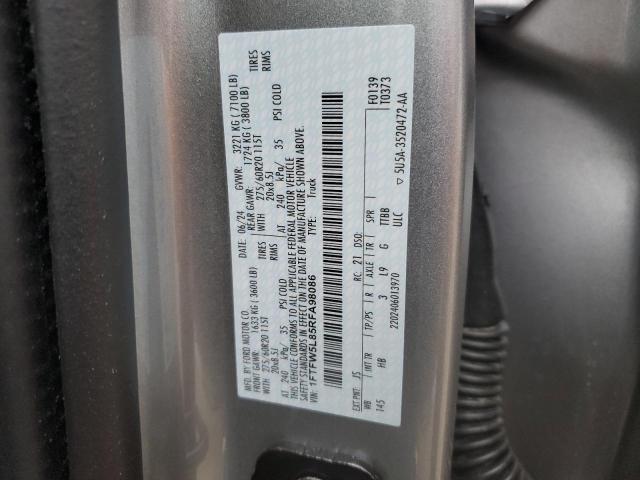 MFD. BY FORD MOTOR CO.
DATE: 06/24 GVWR: 3221 KG (7100 LB)
FRONT GAWR: 1633 KG (3600 LB) REAR GAWR: 1724 KG (3800 LB)
275/60R20 115T TIRES WITH 275/60R20 115T TIRES
20x8.5J RIMS 20x8.5J RIMS
AT 240 kPa/ 35 PSI COLD AT 240 kPa/ 35 PSI COLD
THIS VEHICLE CONFORMS TO ALL APPLICABLE FEDERAL MOTOR VEHICLE
SAFETY STANDARDS IN EFFECT ON THE DATE OF MANUFACTURE SHOWN ABOVE.
VIN: 1FTFW5L85RFA98086 TYPE: Truck
F0139
T0373
EXT PNT: JS RC: 21 DSO:
WB INT TR TP/PS R AXLE TR SPR
145 HB 3 L9 G TTBB
ULC
2202406013970
▽ 5U5A-3520472-AA